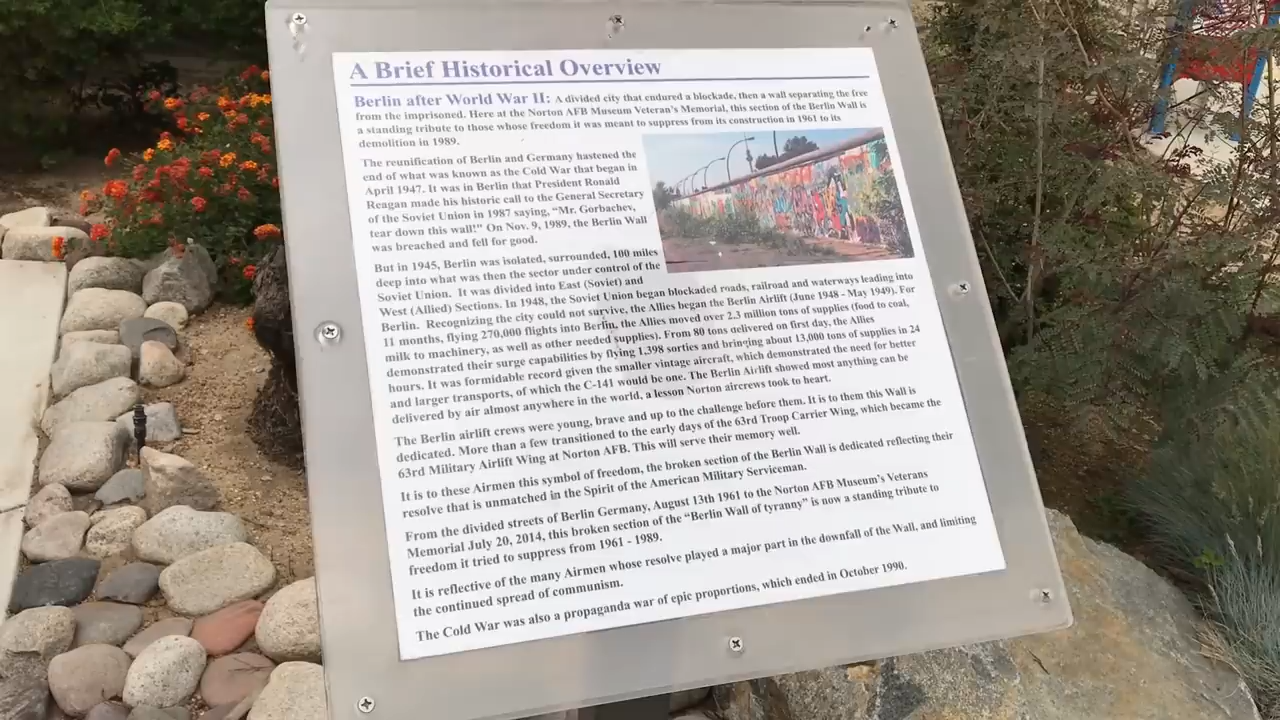 A Brief Historical Overview
Berlin after World War II: A divided city that endured a blockade, then a wall separating the free
from the imprisoned. Here at the Norton AFB Museum Veteran's Memorial, this section of the Berlin Wall is
a standing tribute to those whose freedom it was meant to suppress from its construction in 1961 to its
demolition in 1989.
The reunification of Berlin and Germany hastened the
end of what was known as the Cold War that began in
April 1947. It was in Berlin that President Ronald
Reagan made his historic call to the General Secretary
of the Soviet Union in 1987 saying, "Mr. Gorbachev,
tear down this wall!" On Nov. 9, 1989, the Berlin Wall
was breached and fell for good.
But in 1945, Berlin was isolated, surrounded, 100 miles
deep into what was then the sector under control of the
Soviet Union. It was divided into East (Soviet) and
West (Allied) Sections. In 1948, the Soviet Union began blockaded roads, railroad and waterways leading into
Berlin. Recognizing the city could not survive, the Allies began the Berlin Airlift (June 1948 - May 1949). For
11 months, flying 270,000 flights into Berlin, the Allies moved over 2.3 million tons of supplies (food to coal,
milk to machinery, as well as other needed supplies). From 80 tons delivered on first day, the Allies
demonstrated their surge capabilities by flying 1,398 sorties and bringing about 13,000 tons of supplies in 24
hours. It was formidable record given the smaller vintage aircraft, which demonstrated the need for better
and larger transports, of which the C-141 would be one. The Berlin Airlift showed most anything can be
delivered by air almost anywhere in the world, a lesson Norton aircrews took to heart.
The Berlin airlift crews were young, brave and up to the challenge before them. It is to them this Wall is
dedicated. More than a few transitioned to the early days of the 63rd Troop Carrier Wing, which became the
63rd Military Airlift Wing at Norton AFB. This will serve their memory well.
It is to these Airmen this symbol of freedom, the broken section of the Berlin Wall is dedicated reflecting their
resolve that is unmatched in the Spirit of the American Military Serviceman.
From the divided streets of Berlin Germany, August 13th 1961 to the Norton AFB Museum's Veterans
Memorial July 20, 2014, this broken section of the "Berlin Wall of tyranny" is now a standing tribute to
freedom it tried to suppress from 1961 - 1989.
It is reflective of the many Airmen whose resolve played a major part in the downfall of the Wall, and limiting
the continued spread of communism.
The Cold War was also a propaganda war of epic proportions, which ended in October 1990.